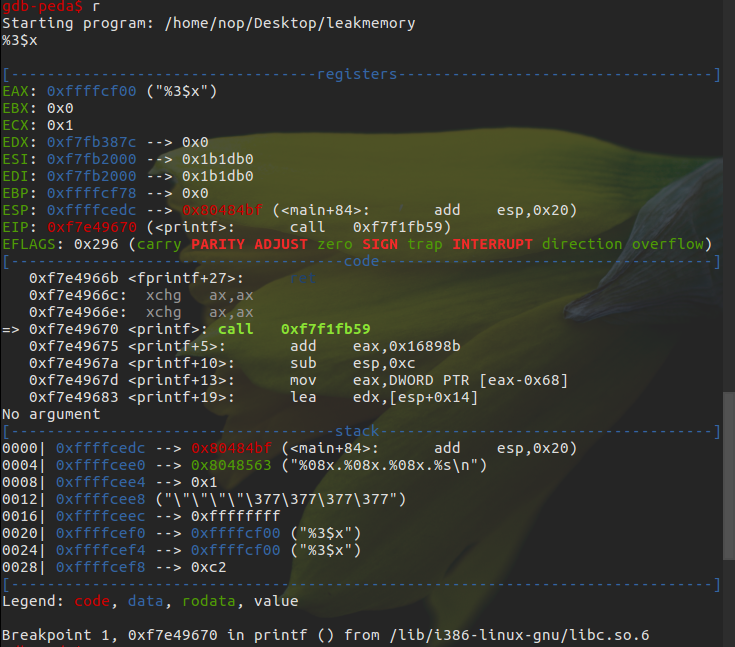 gdb-peda$ r
Starting program: /home/nop/Desktop/leakmemory
%3$x
[----------------------------------registers-----------------------------------]
EAX: 0xffffcf00 ("%3$x")
EBX: 0x0
ECX: 0x1
EDX: 0xf7fb387c --> 0x0
ESI: 0xf7fb2000 --> 0x1b1db0
EDI: 0xf7fb2000 --> 0x1b1db0
EBP: 0xffffcf78 --> 0x0
ESP: 0xffffcedc --> 0x80484bf (<main+84>:       add    esp,0x20)
EIP: 0xf7e49670 (<printf>:      call   0xf7f1fb59)
EFLAGS: 0x296 (carry PARITY ADJUST zero SIGN trap INTERRUPT direction overflow)
[-------------------------------------code-------------------------------------]
   0xf7e4966b <fprintf+27>:     ret
   0xf7e4966c:  xchg   ax,ax
   0xf7e4966e:  xchg   ax,ax
=> 0xf7e49670 <printf>: call   0xf7f1fb59
   0xf7e49675 <printf+5>:       add    eax,0x16898b
   0xf7e4967a <printf+10>:      sub    esp,0xc
   0xf7e4967d <printf+13>:      mov    eax,DWORD PTR [eax-0x68]
   0xf7e49683 <printf+19>:      lea    edx,[esp+0x14]
No argument
[------------------------------------stack-------------------------------------]
0000| 0xffffcedc --> 0x80484bf (<main+84>:      add    esp,0x20)
0004| 0xffffcee0 --> 0x8048563 ("%08x.%08x.%08x.%s\n")
0008| 0xffffcee4 --> 0x1
0012| 0xffffcee8 ("\"\"\"\"\"\377\377\377\377")
0016| 0xffffceec --> 0xffffffff
0020| 0xffffcef0 --> 0xffffcf00 ("%3$x")
0024| 0xffffcef4 --> 0xffffcf00 ("%3$x")
0028| 0xffffcef8 --> 0xc2
[------------------------------------------------------------------------------]
Legend: code, data, rodata, value
Breakpoint 1, 0xf7e49670 in printf () from /lib/i386-linux-gnu/libc.so.6